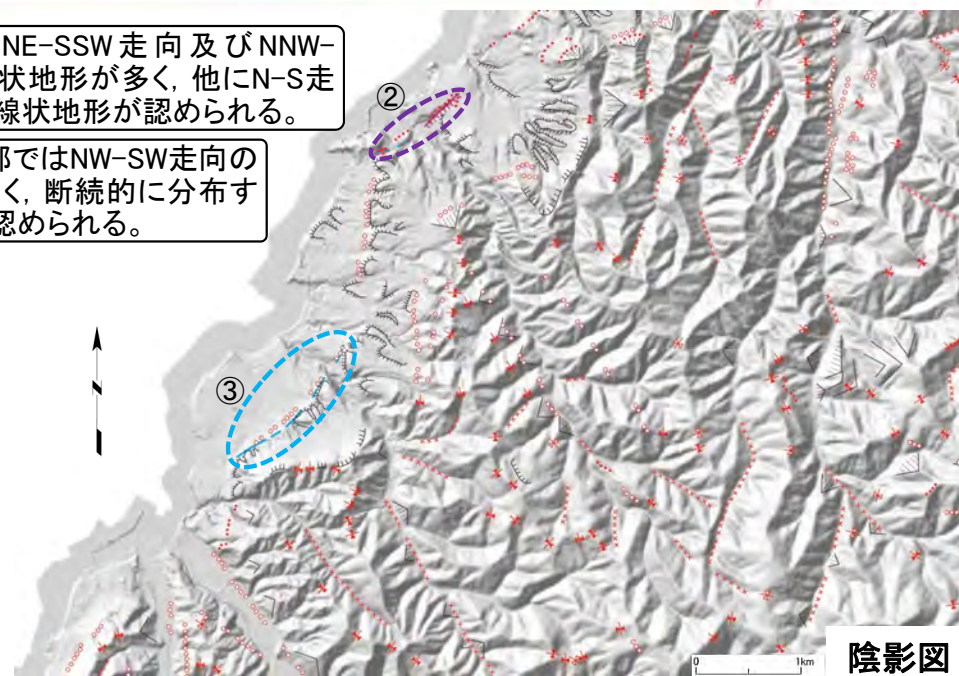 NE-SSW走向及びNNW-
状地形が多く，他にN-S走
線状地形が認められる。
部ではNW-SW走向の
く，断続的に分布す
認められる。
②
③
0 1km
陰影図